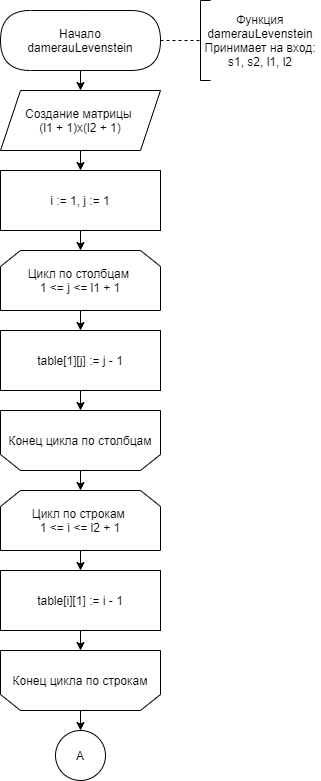 Начало
damerauLevenstein
Функция
damerauLevenstein
Принимает на вход:
s1, s2, l1, l2
Создание матрицы
(l1 + 1)x(l2 + 1)
i := 1, j := 1
Цикл по столбцам
1 <= j <= l1 + 1
table[1][j] := j - 1
Конец цикла по столбцам
Цикл по строкам
1 <= i <= l2 + 1
table[i][1] := i - 1
Конец цикла по строкам
A